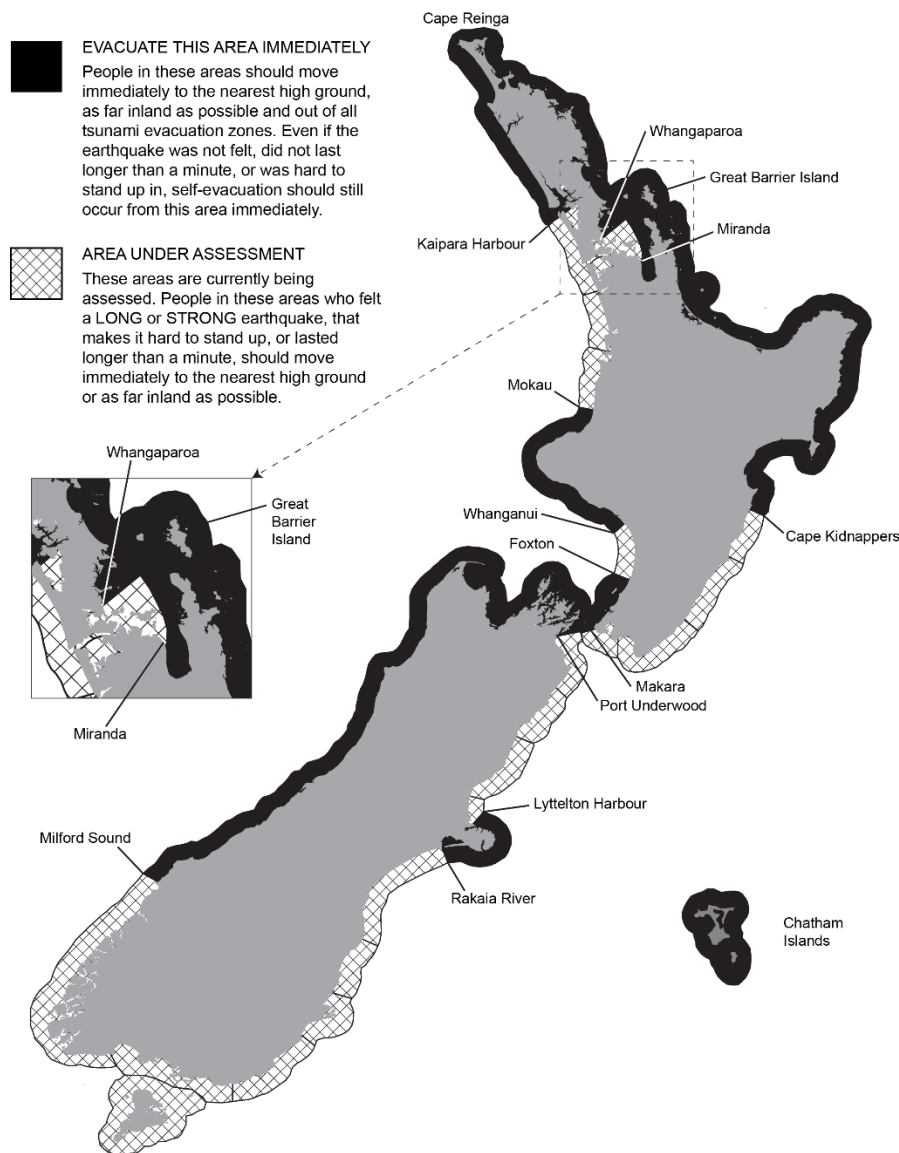 EVACUATE THIS AREA IMMEDIATELY
People in these areas should move
immediately to the nearest high ground,
as far inland as possible and out of all
tsunami evacuation zones. Even if the
earthquake was not felt, did not last
longer than a minute, or was hard to
stand up in, self-evacuation should still
occur from this area immediately.
AREA UNDER ASSESSMENT
These areas are currently being
assessed. People in these areas who felt
a LONG or STRONG earthquake, that
makes it hard to stand up, or lasted
longer than a minute, should move
immediately to the nearest high ground
or as far inland as possible.
Cape Reinga
Whangaparoa
Great Barrier Island
Kaipara Harbour
Miranda
Mokau
Whangaparoa
Great
Barrier
Island
Miranda
Whanganui
Foxton
Cape Kidnappers
Makara
Port Underwood
Lyttelton Harbour
Milford Sound
Rakaia River
Chatham
Islands